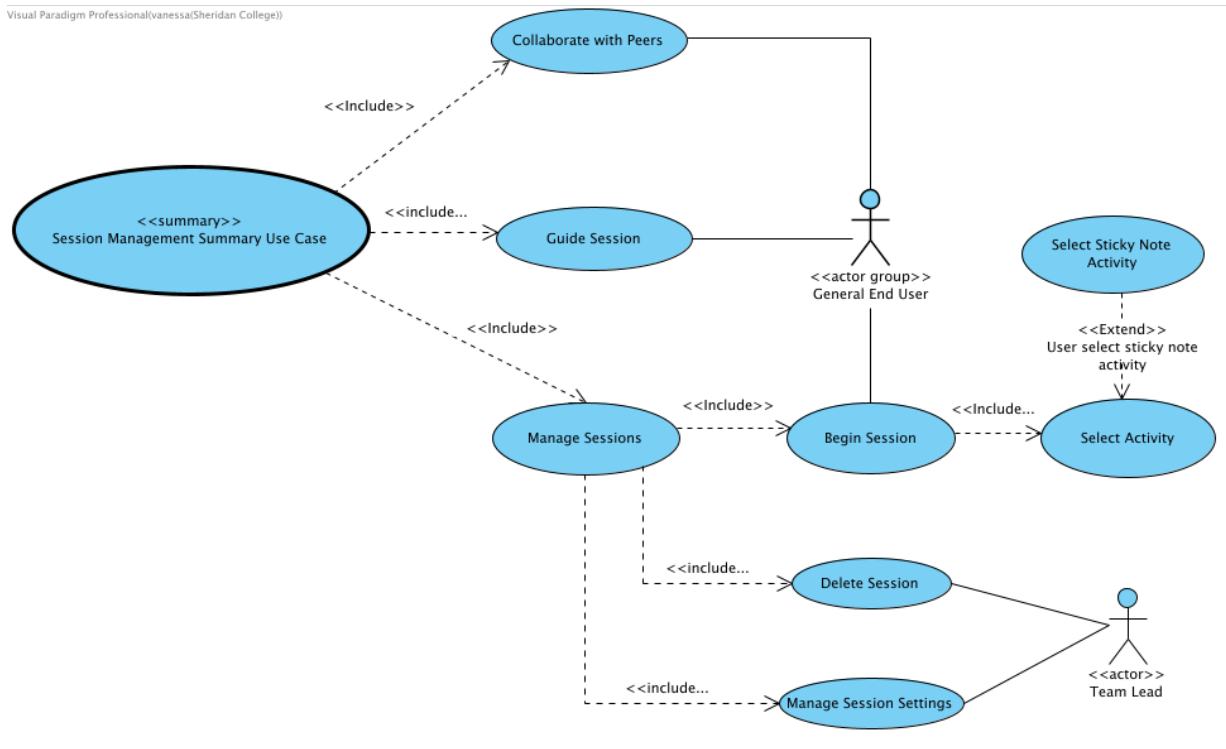 Visual Paradigm Professional(vanessa(Sheridan College))
Collaborate with Peers
<<Include>>
<<summary>>
Session Management Summary Use Case
<<include...
Guide Session
<<actor group>>
General End User
Select Sticky Note
Activity
<<Include>>
<<Extend>>
User select sticky note
activity
Manage Sessions
<<Include>>
Begin Session
<<Include...
Select Activity
<<include...
Delete Session
<<include...
Manage Session Settings
<<actor>>
Team Lead